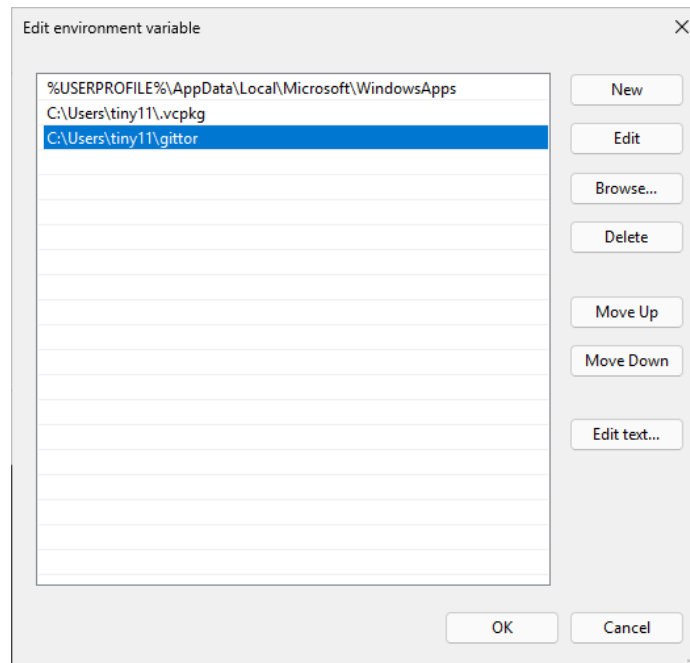 Edit environment variable
%USERPROFILE%\AppData\Local\Microsoft\WindowsApps
C:\Users\tiny11\.vcpkg
C:\Users\tiny11\gittor
New
Edit
Browse...
Delete
Move Up
Move Down
Edit text...
OK
Cancel